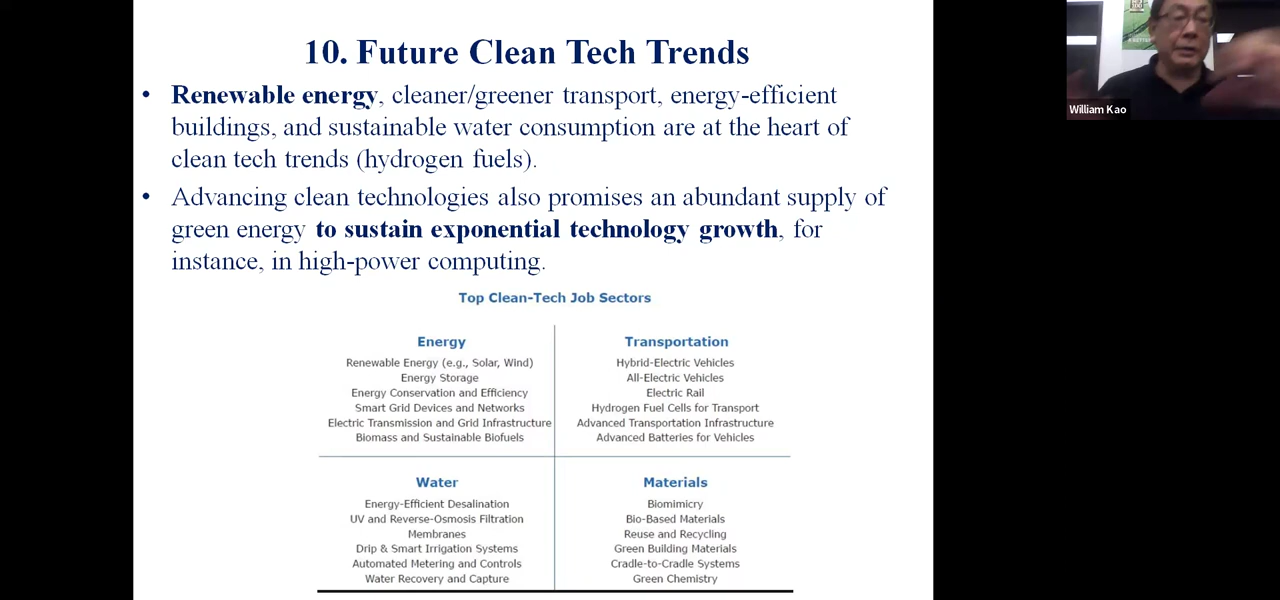 10. Future Clean Tech Trends
• Renewable energy, cleaner/greener transport, energy-efficient
buildings, and sustainable water consumption are at the heart of
clean tech trends (hydrogen fuels).
• Advancing clean technologies also promises an abundant supply of
green energy to sustain exponential technology growth, for
instance, in high-power computing.
Top Clean-Tech Job Sectors
Energy
Renewable Energy (e.g., Solar, Wind)
Energy Storage
Energy Conservation and Efficiency
Smart Grid Devices and Networks
Electric Transmission and Grid Infrastructure
Biomass and Sustainable Biofuels
Transportation
Hybrid-Electric Vehicles
All-Electric Vehicles
Electric Rail
Hydrogen Fuel Cells for Transport
Advanced Transportation Infrastructure
Advanced Batteries for Vehicles
Water
Energy-Efficient Desalination
UV and Reverse-Osmosis Filtration
Membranes
Drip & Smart Irrigation Systems
Automated Metering and Controls
Water Recovery and Capture
Materials
Biomimicry
Bio-Based Materials
Reuse and Recycling
Green Building Materials
Cradle-to-Cradle Systems
Green Chemistry
William Kao